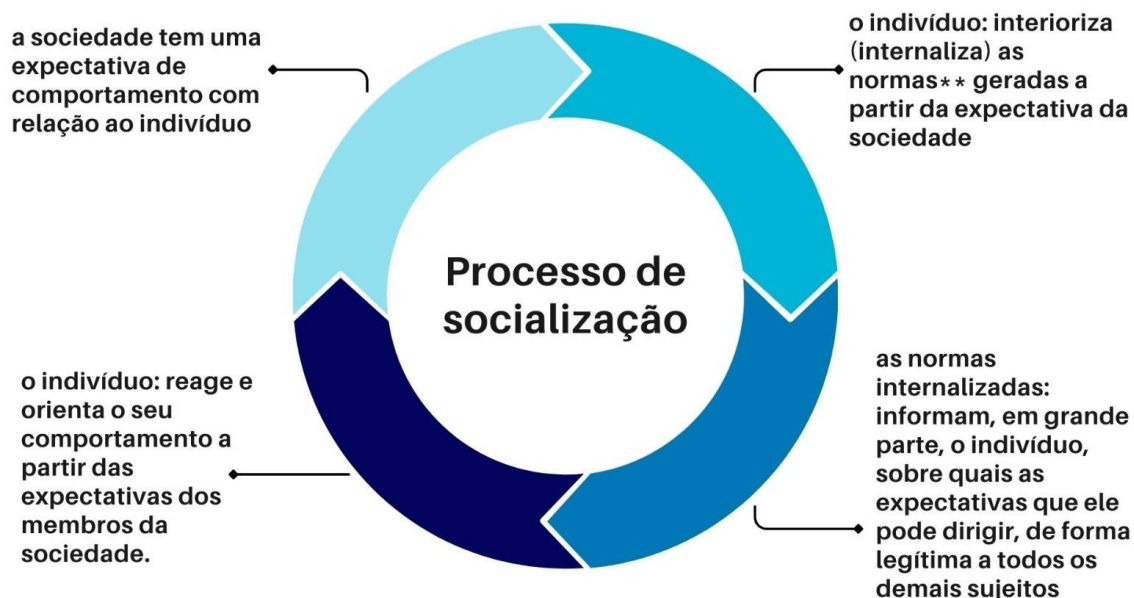 a sociedade tem uma
expectativa de
comportamento com
relação ao indivíduo
o indivíduo: interioriza
(internaliza) as
normas** geradas a
partir da expectativa da
sociedade
Processo de
socialização
as normas
internalizadas:
informam, em grande
parte, o indivíduo,
sobre quais as
expectativas que ele
pode dirigir, de forma
legítima a todos os
demais sujeitos
o indivíduo: reage e
orienta o seu
comportamento a
partir das
expectativas dos
membros da
sociedade.